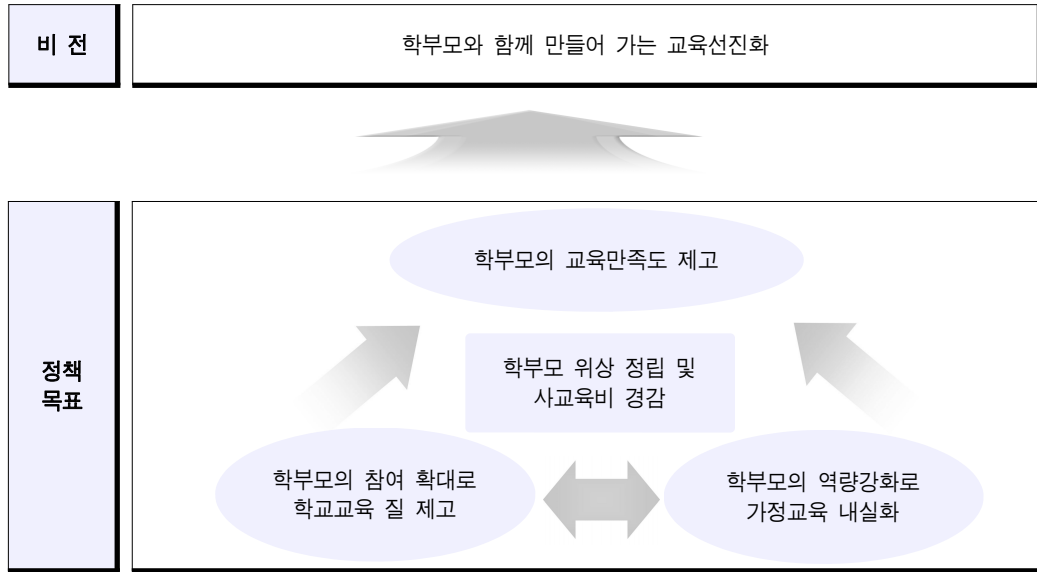 비 전
학부모와 함께 만들어 가는 교육선진화
정책
목표
학부모의 교육만족도 제고
학부모 위상 정립 및
사교육비 경감
학부모의 참여 확대로
학교교육 질 제고
학부모의 역량강화로
가정교육 내실화